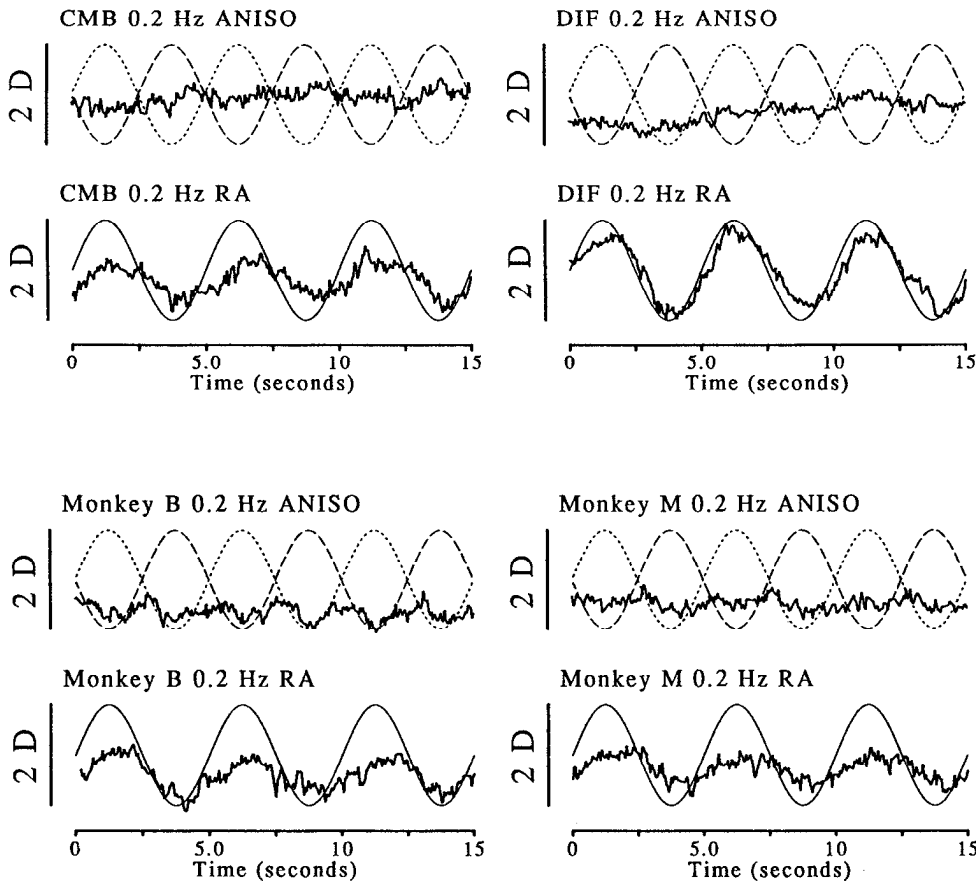 CMB 0.2 Hz ANISO
DIF 0.2 Hz ANISO
2 D
2 D
CMB 0.2 Hz RA
DIF 0.2 Hz RA
2 D
2 D
0 5.0 10 15
0 5.0 10 15
Time (seconds)
Time (seconds)
Monkey B 0.2 Hz ANISO
Monkey M 0.2 Hz ANISO
2 D
2 D
Monkey B 0.2 Hz RA
Monkey M 0.2 Hz RA
2 D
2 D
0 5.0 10 15
0 5.0 10 15
Time (seconds)
Time (seconds)